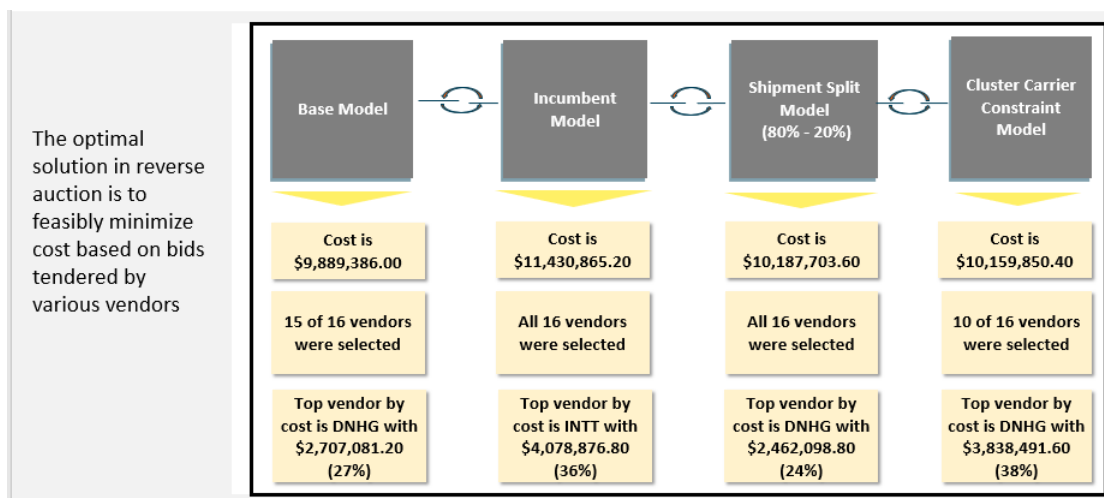 The optimal
solution in reverse
auction is to
feasibly minimize
cost based on bids
tendered by
various vendors
Base Model
Incumbent
Model
Shipment Split
Model
(80% - 20%)
Cluster Carrier
Constraint
Model
Cost is
$9,889,386.00
Cost is
$11,430,865.20
Cost is
$10,187,703.60
Cost is
$10,159,850.40
15 of 16 vendors
were selected
All 16 vendors
were selected
All 16 vendors
were selected
10 of 16 vendors
were selected
Top vendor by
cost is DNHG with
$2,707,081.20
(27%)
Top vendor by
cost is INTT with
$4,078,876.80
(36%)
Top vendor by
cost is DNHG with
$2,462,098.80
(24%)
Top vendor by
cost is DNHG with
$3,838,491.60
(38%)